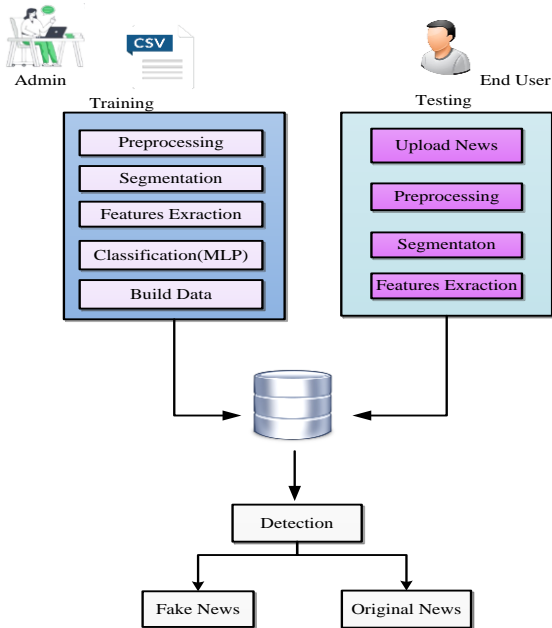 CSV
Admin
End User
Training
Testing
Preprocessing
Segmentation
Features Exraction
Classification(MLP)
Build Data
Upload News
Preprocessing
Segmentaton
Features Exraction
Detection
Fake News
Original News